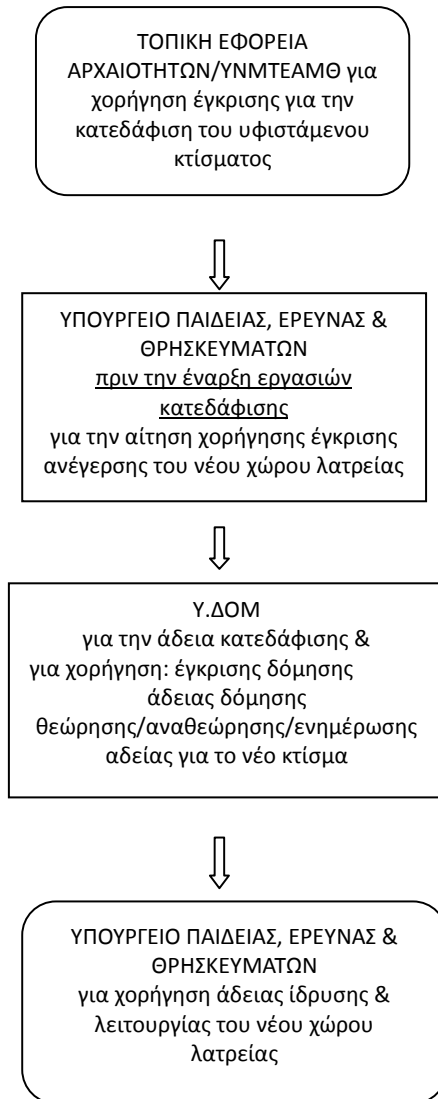 ΤΟΠΙΚΗ ΕΦΟΡΕΙΑ
ΑΡΧΑΙΟΤΗΤΩΝ/ΥΝΜΤΕΑΜΘ για
χορήγηση έγκρισης για την
κατεδάφιση του υφιστάμενου
κτίσματος
ΥΠΟΥΡΓΕΙΟ ΠΑΙΔΕΙΑΣ, ΕΡΕΥΝΑΣ &
ΘΡΗΣΚΕΥΜΑΤΩΝ
πριν την έναρξη εργασιών
κατεδάφισης
για την αίτηση χορήγησης έγκρισης
ανέγερσης του νέου χώρου λατρείας
Υ.ΔΟΜ
για την άδεια κατεδάφισης &
για χορήγηση: έγκρισης δόμησης
άδειας δόμησης
θεώρησης/αναθεώρησης/ενημέρωσης
αδείας για το νέο κτίσμα
ΥΠΟΥΡΓΕΙΟ ΠΑΙΔΕΙΑΣ, ΕΡΕΥΝΑΣ &
ΘΡΗΣΚΕΥΜΑΤΩΝ
για χορήγηση άδειας ίδρυσης &
λειτουργίας του νέου χώρου
λατρείας